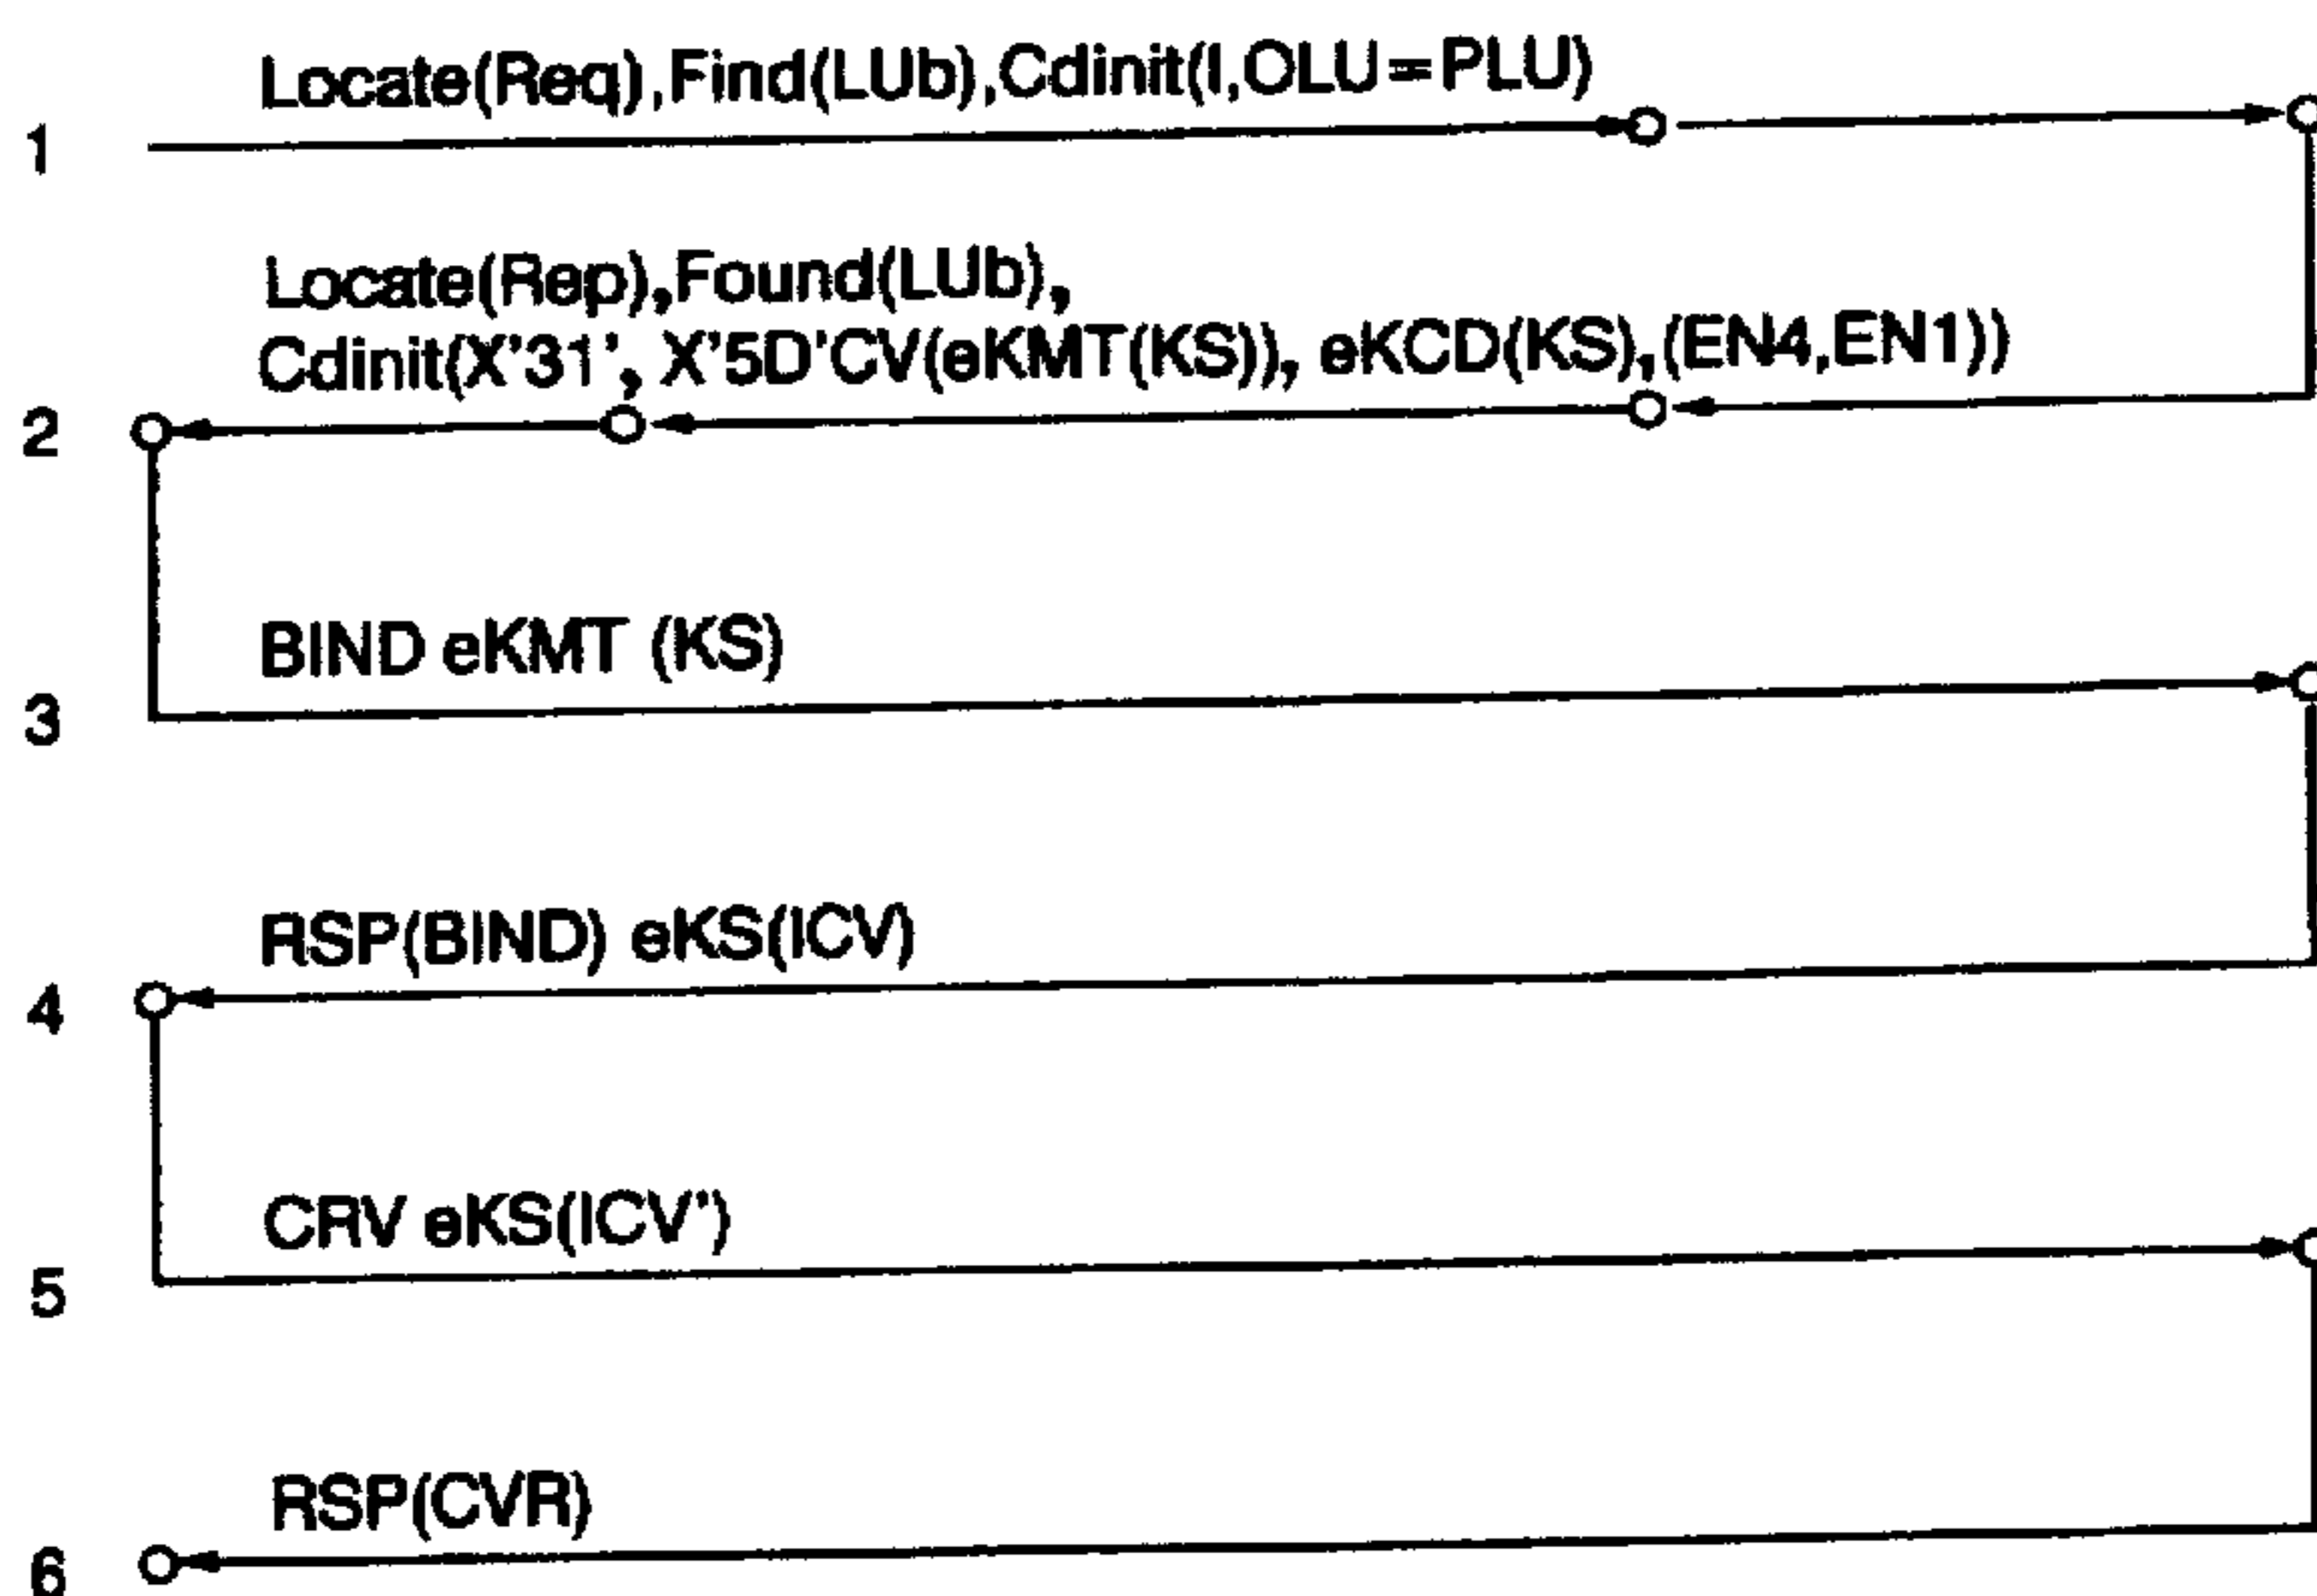 1 Locate(Req),Find(LUb),Cdinit(I,OLU=PLU)
Locate(Rep),Found(LUb),
2 Cdinit(X'31', X'5D'CV(eKMT(KS)), eKCD(KS),(EN4,EN1))
3 BIND eKMT (KS)
4 RSP(BIND) eKS(ICV)
5 CRV eKS(ICV')
6 RSP(CVR)